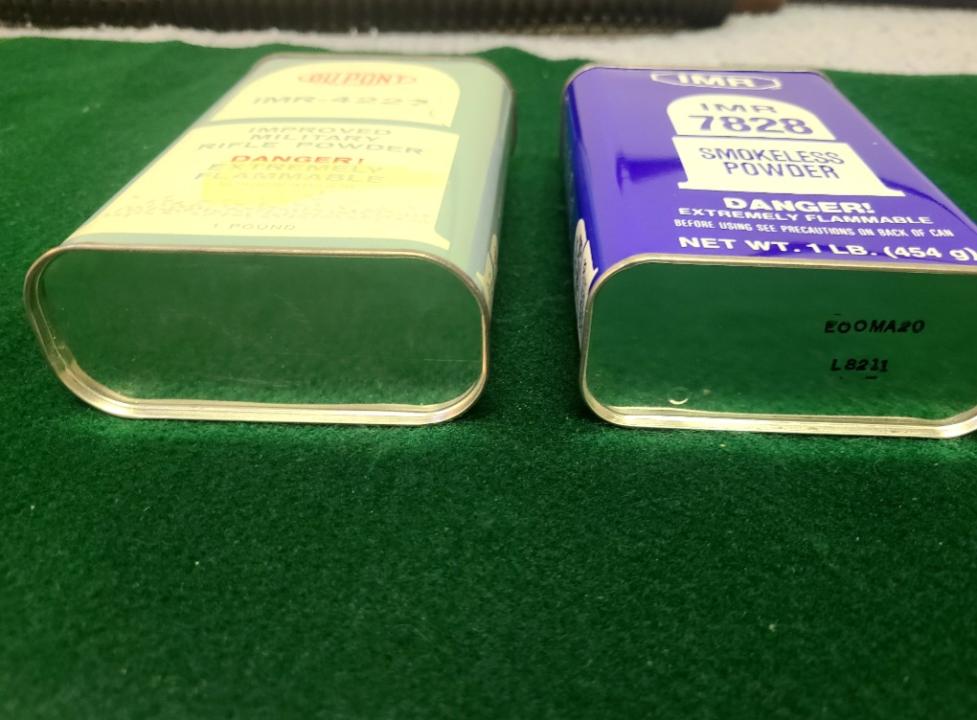 DU PONT
IMR-4227
IMPROVED
MILITARY
RIFLE POWDER
DANGER!
EXTREMELY
FLAMMABLE
1 POUND
IMR
IMR
7828
SMOKELESS
POWDER
DANGER!
EXTREMELY FLAMMABLE
BEFORE USING SEE PRECAUTIONS ON BACK OF CAN
NET WT. 1 LB. (454 g)
E00MA20
L8211